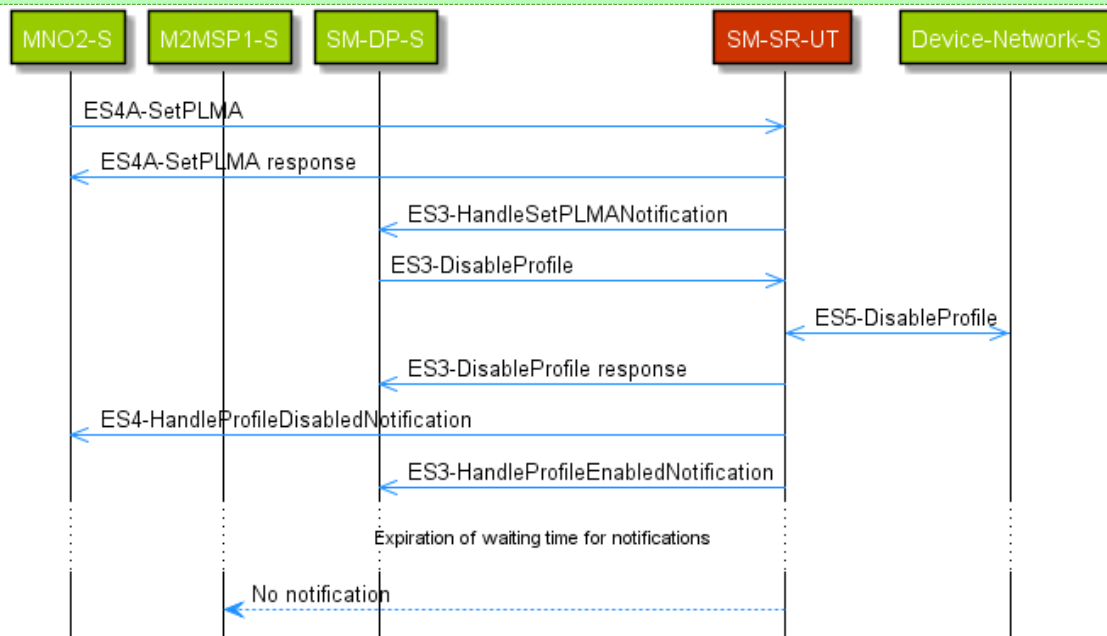 MNO2-S
M2MSP1-S
SM-DP-S
SM-SR-UT
Device-Network-S
ES4A-SetPLMA
ES4A-SetPLMA response
ES3-HandleSetPLMANotification
ES3-DisableProfile
ES5-DisableProfile
ES3-DisableProfile response
ES4-HandleProfileDisabledNotification
ES3-HandleProfileEnabledNotification
Expiration of waiting time for notifications
No notification